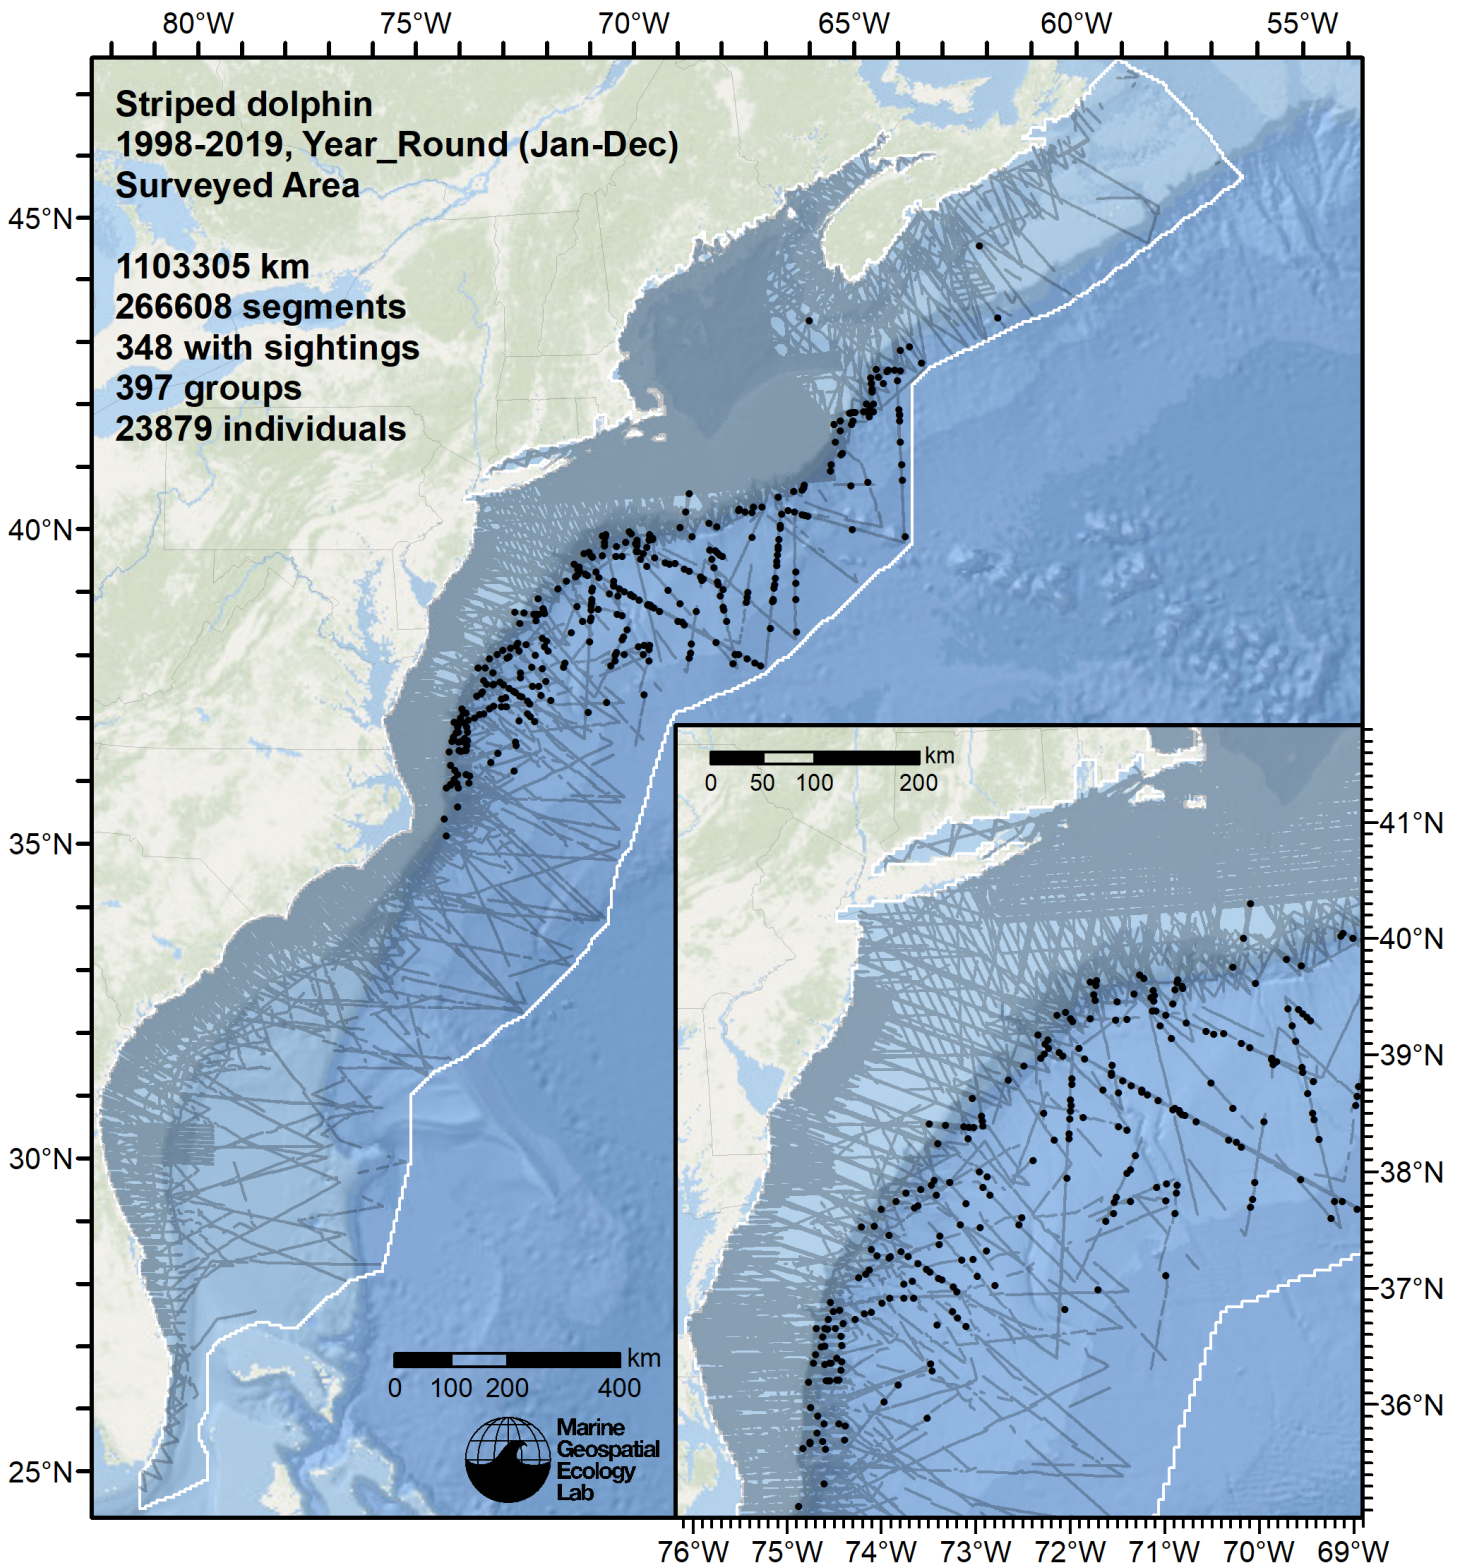 80°W 75°W 70°W 65°W 60°W 55°W
Striped dolphin
1998-2019, Year_Round (Jan-Dec)
Surveyed Area
45°N
1103305 km
266608 segments
348 with sightings
397 groups
23879 individuals
40°N
km
0 50 100 200
41°N
35°N
40°N
39°N
30°N
38°N
37°N
km
0 100 200 400
36°N
Marine
Geospatial
Ecology
Lab
25°N
76°W 75°W 74°W 73°W 72°W 71°W 70°W 69°W